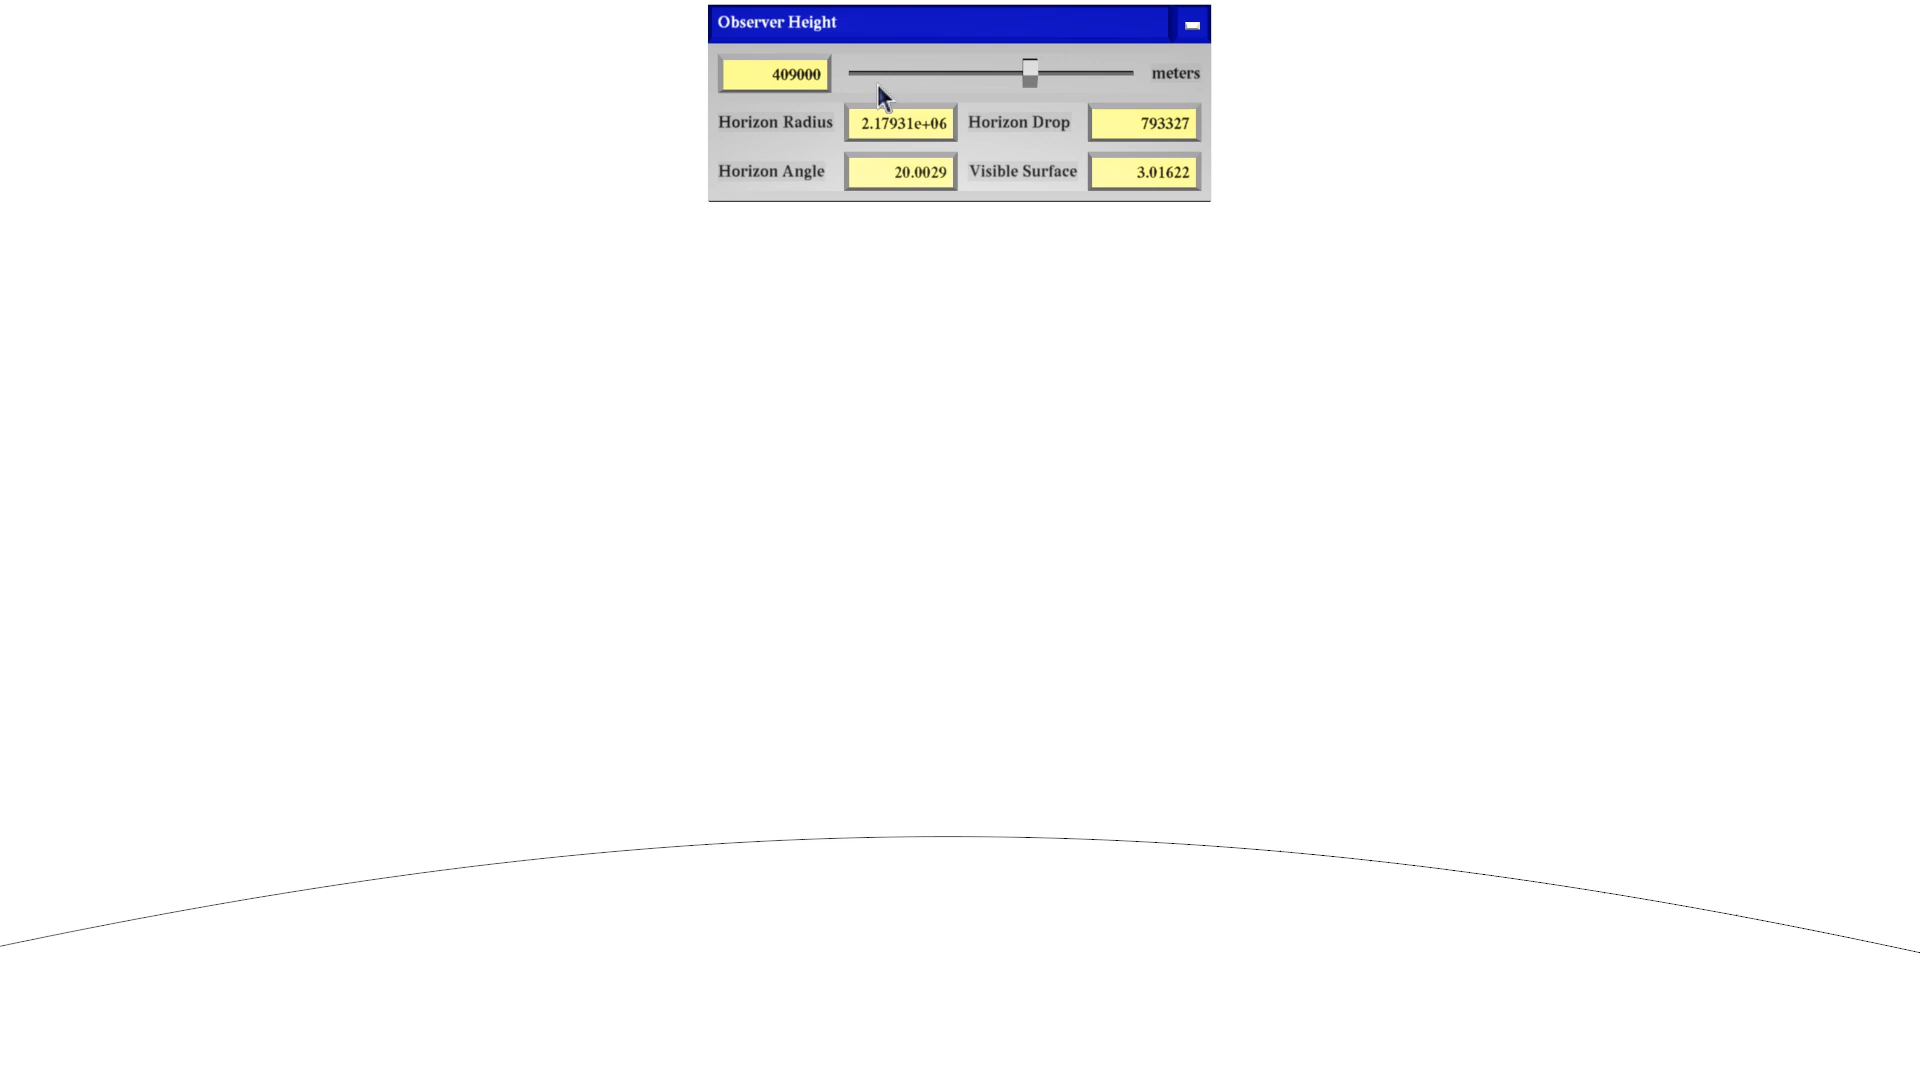 Observer Height
409000 meters
Horizon Radius 2.17931e+06 Horizon Drop 793327
Horizon Angle 20.0029 Visible Surface 3.01622